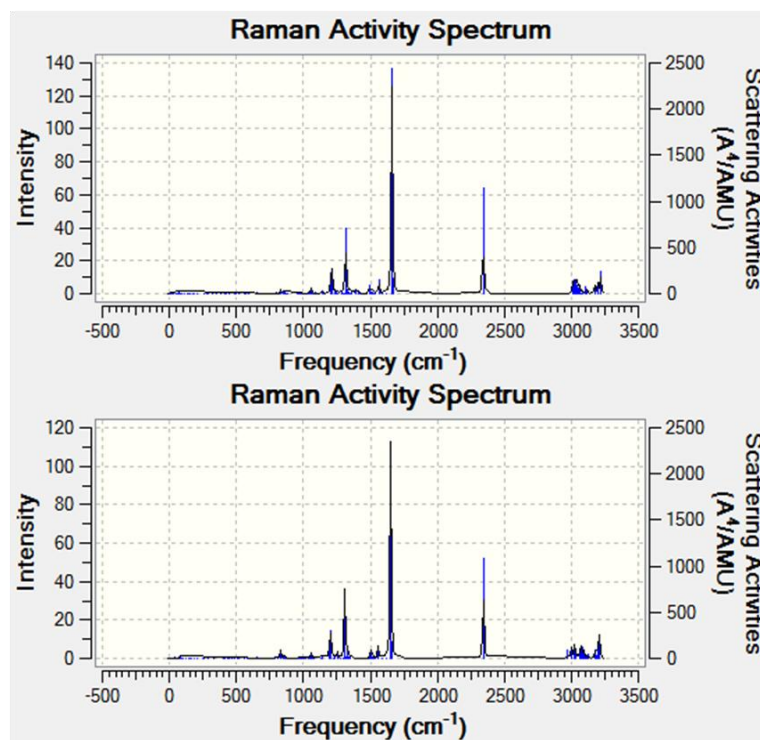 Raman Activity Spectrum
140
120
100
80
60
40
20
0
Intensity
2500
2000
1500
1000
500
0
Scattering Activities
(A⁴/AMU)
-500 0 500 1000 1500 2000 2500 3000 3500
Frequency (cm⁻¹)
Raman Activity Spectrum
120
100
80
60
40
20
0
Intensity
2500
2000
1500
1000
500
0
Scattering Activities
(A⁴/AMU)
-500 0 500 1000 1500 2000 2500 3000 3500
Frequency (cm⁻¹)